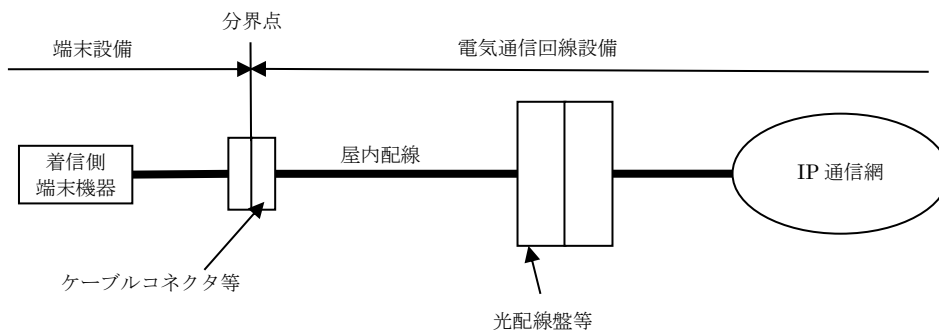 分界点
端末設備
電気通信回線設備
屋内配線
着信側
端末機器
IP 通信網
ケーブルコネクタ等
光配線盤等